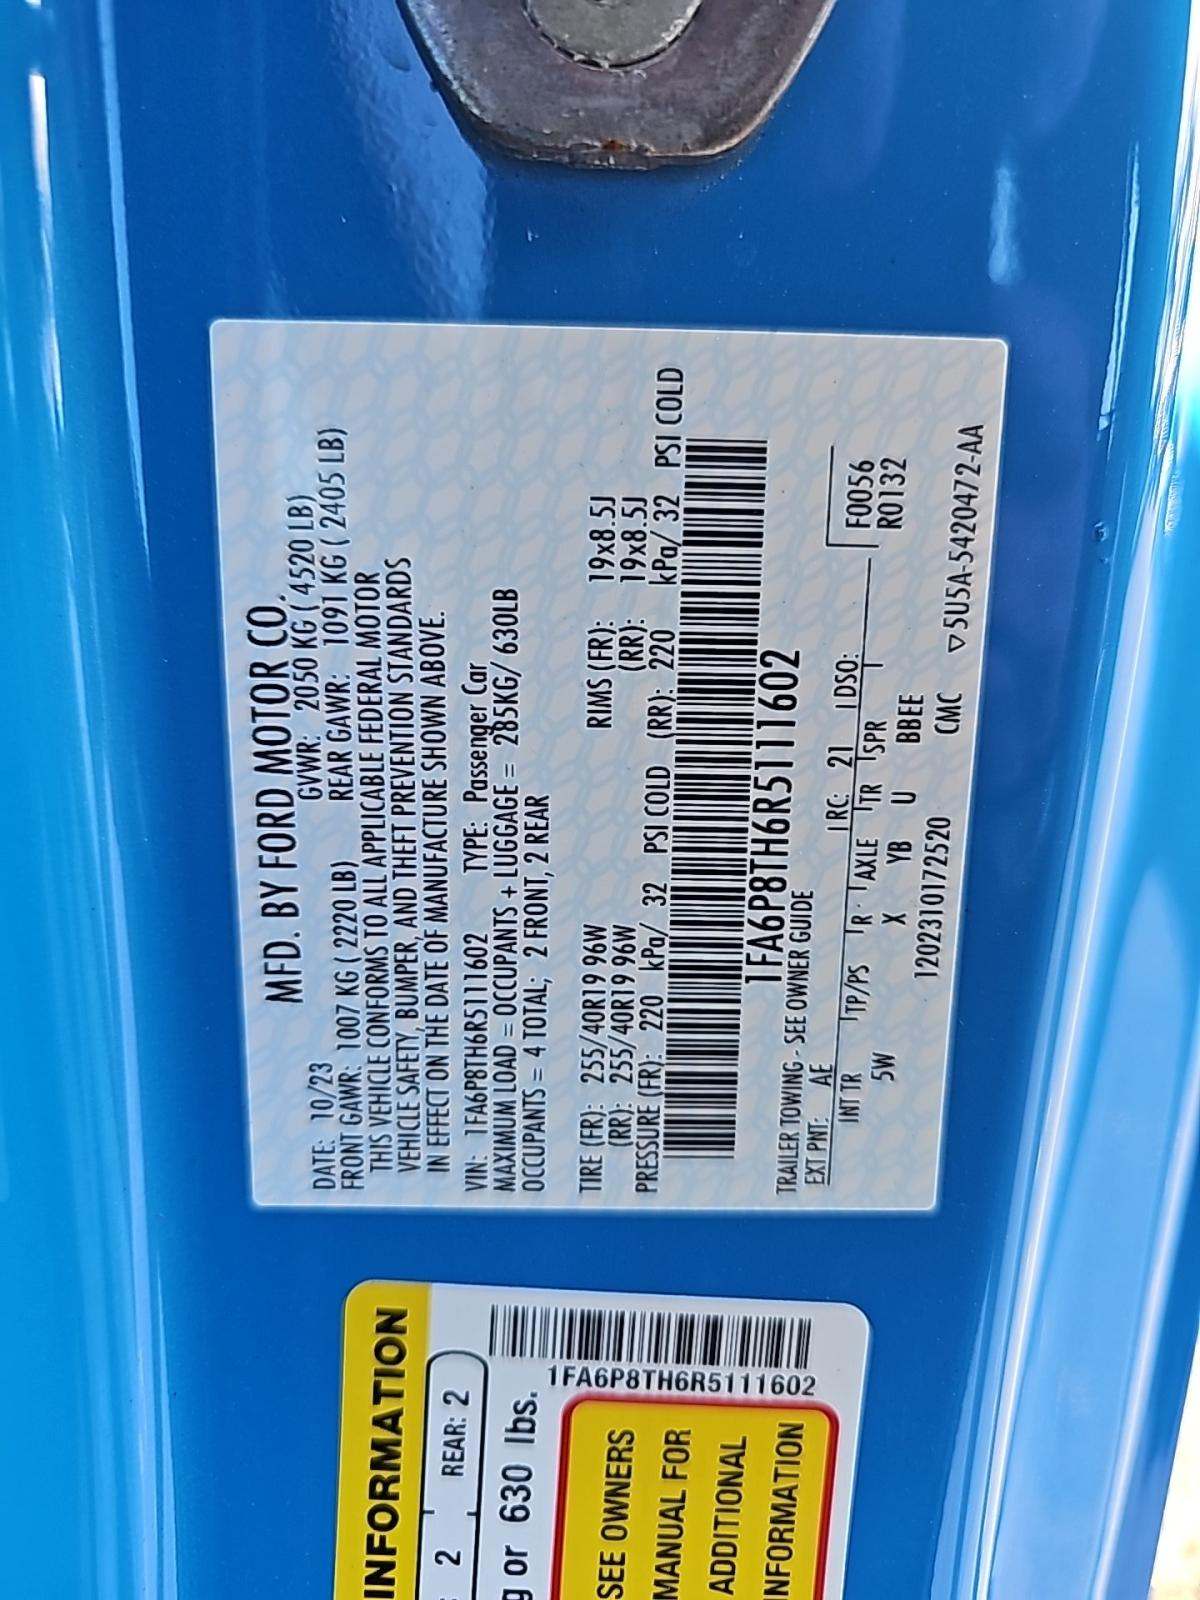 MFD. BY FORD MOTOR CO.
DATE: 10/23 GVWR: 2050 KG ( 4520 LB)
FRONT GAWR: 1007 KG ( 2220 LB) REAR GAWR: 1091 KG ( 2405 LB)
THIS VEHICLE CONFORMS TO ALL APPLICABLE FEDERAL MOTOR
VEHICLE SAFETY, BUMPER, AND THEFT PREVENTION STANDARDS
IN EFFECT ON THE DATE OF MANUFACTURE SHOWN ABOVE.
VIN: 1FA6P8TH6R5111602 TYPE: Passenger Car
MAXIMUM LOAD = OCCUPANTS + LUGGAGE = 285KG/ 630LB
OCCUPANTS = 4 TOTAL; 2 FRONT, 2 REAR
TIRE (FR): 255/40R19 96W RIMS (FR): 19x8.5J
(RR): 255/40R19 96W (RR): 19x8.5J
PRESSURE (FR): 220 kPa/ 32 PSI COLD (RR): 220 kPa/ 32 PSI COLD
1FA6P8TH6R5111602
TRAILER TOWING - SEE OWNER GUIDE
EXT PNT: AE RC: 21 DSO:
F0056
INT TR TP/PS R AXLE TR SPR
R0132
5W X YB U BBEE
12023101725​20 CMC ▽5U5A-5420472-AA
INFORMATION
2 REAR: 2
g or 630 lbs.
1FA6P8TH6R5111602
SEE OWNERS
MANUAL FOR
ADDITIONAL
INFORMATION